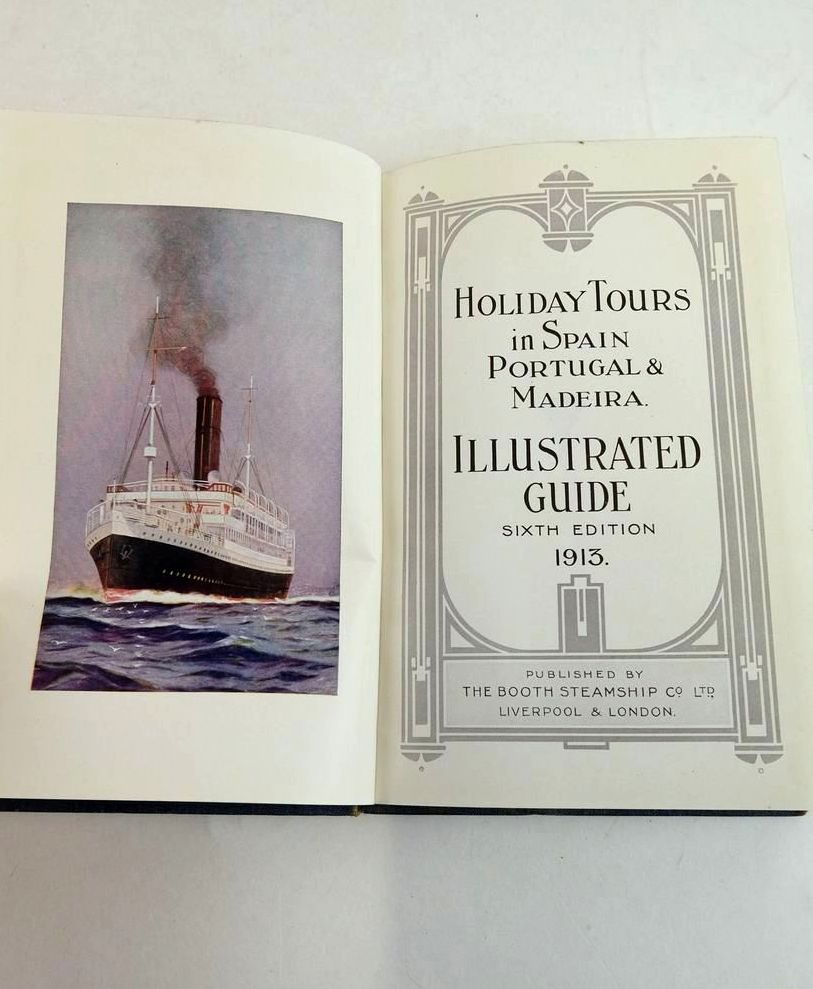 HOLIDAY TOURS
in SPAIN
PORTUGAL &
MADEIRA.
ILLUSTRATED
GUIDE
SIXTH EDITION
1913.
PUBLISHED BY
THE BOOTH STEAMSHIP Co LTD.
LIVERPOOL & LONDON.